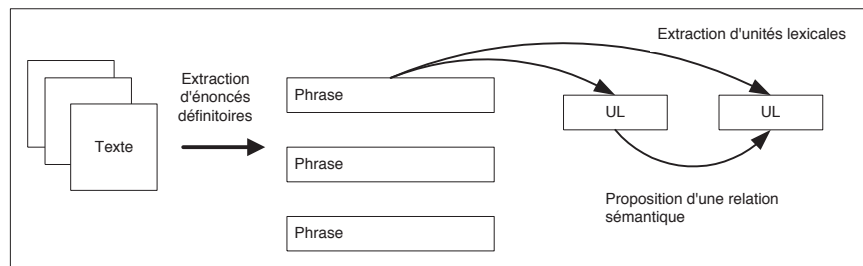 Extraction d'unités lexicales
Extraction
d'énoncés
définitoires
Texte
Phrase
UL
UL
Phrase
Proposition d'une relation
sémantique
Phrase